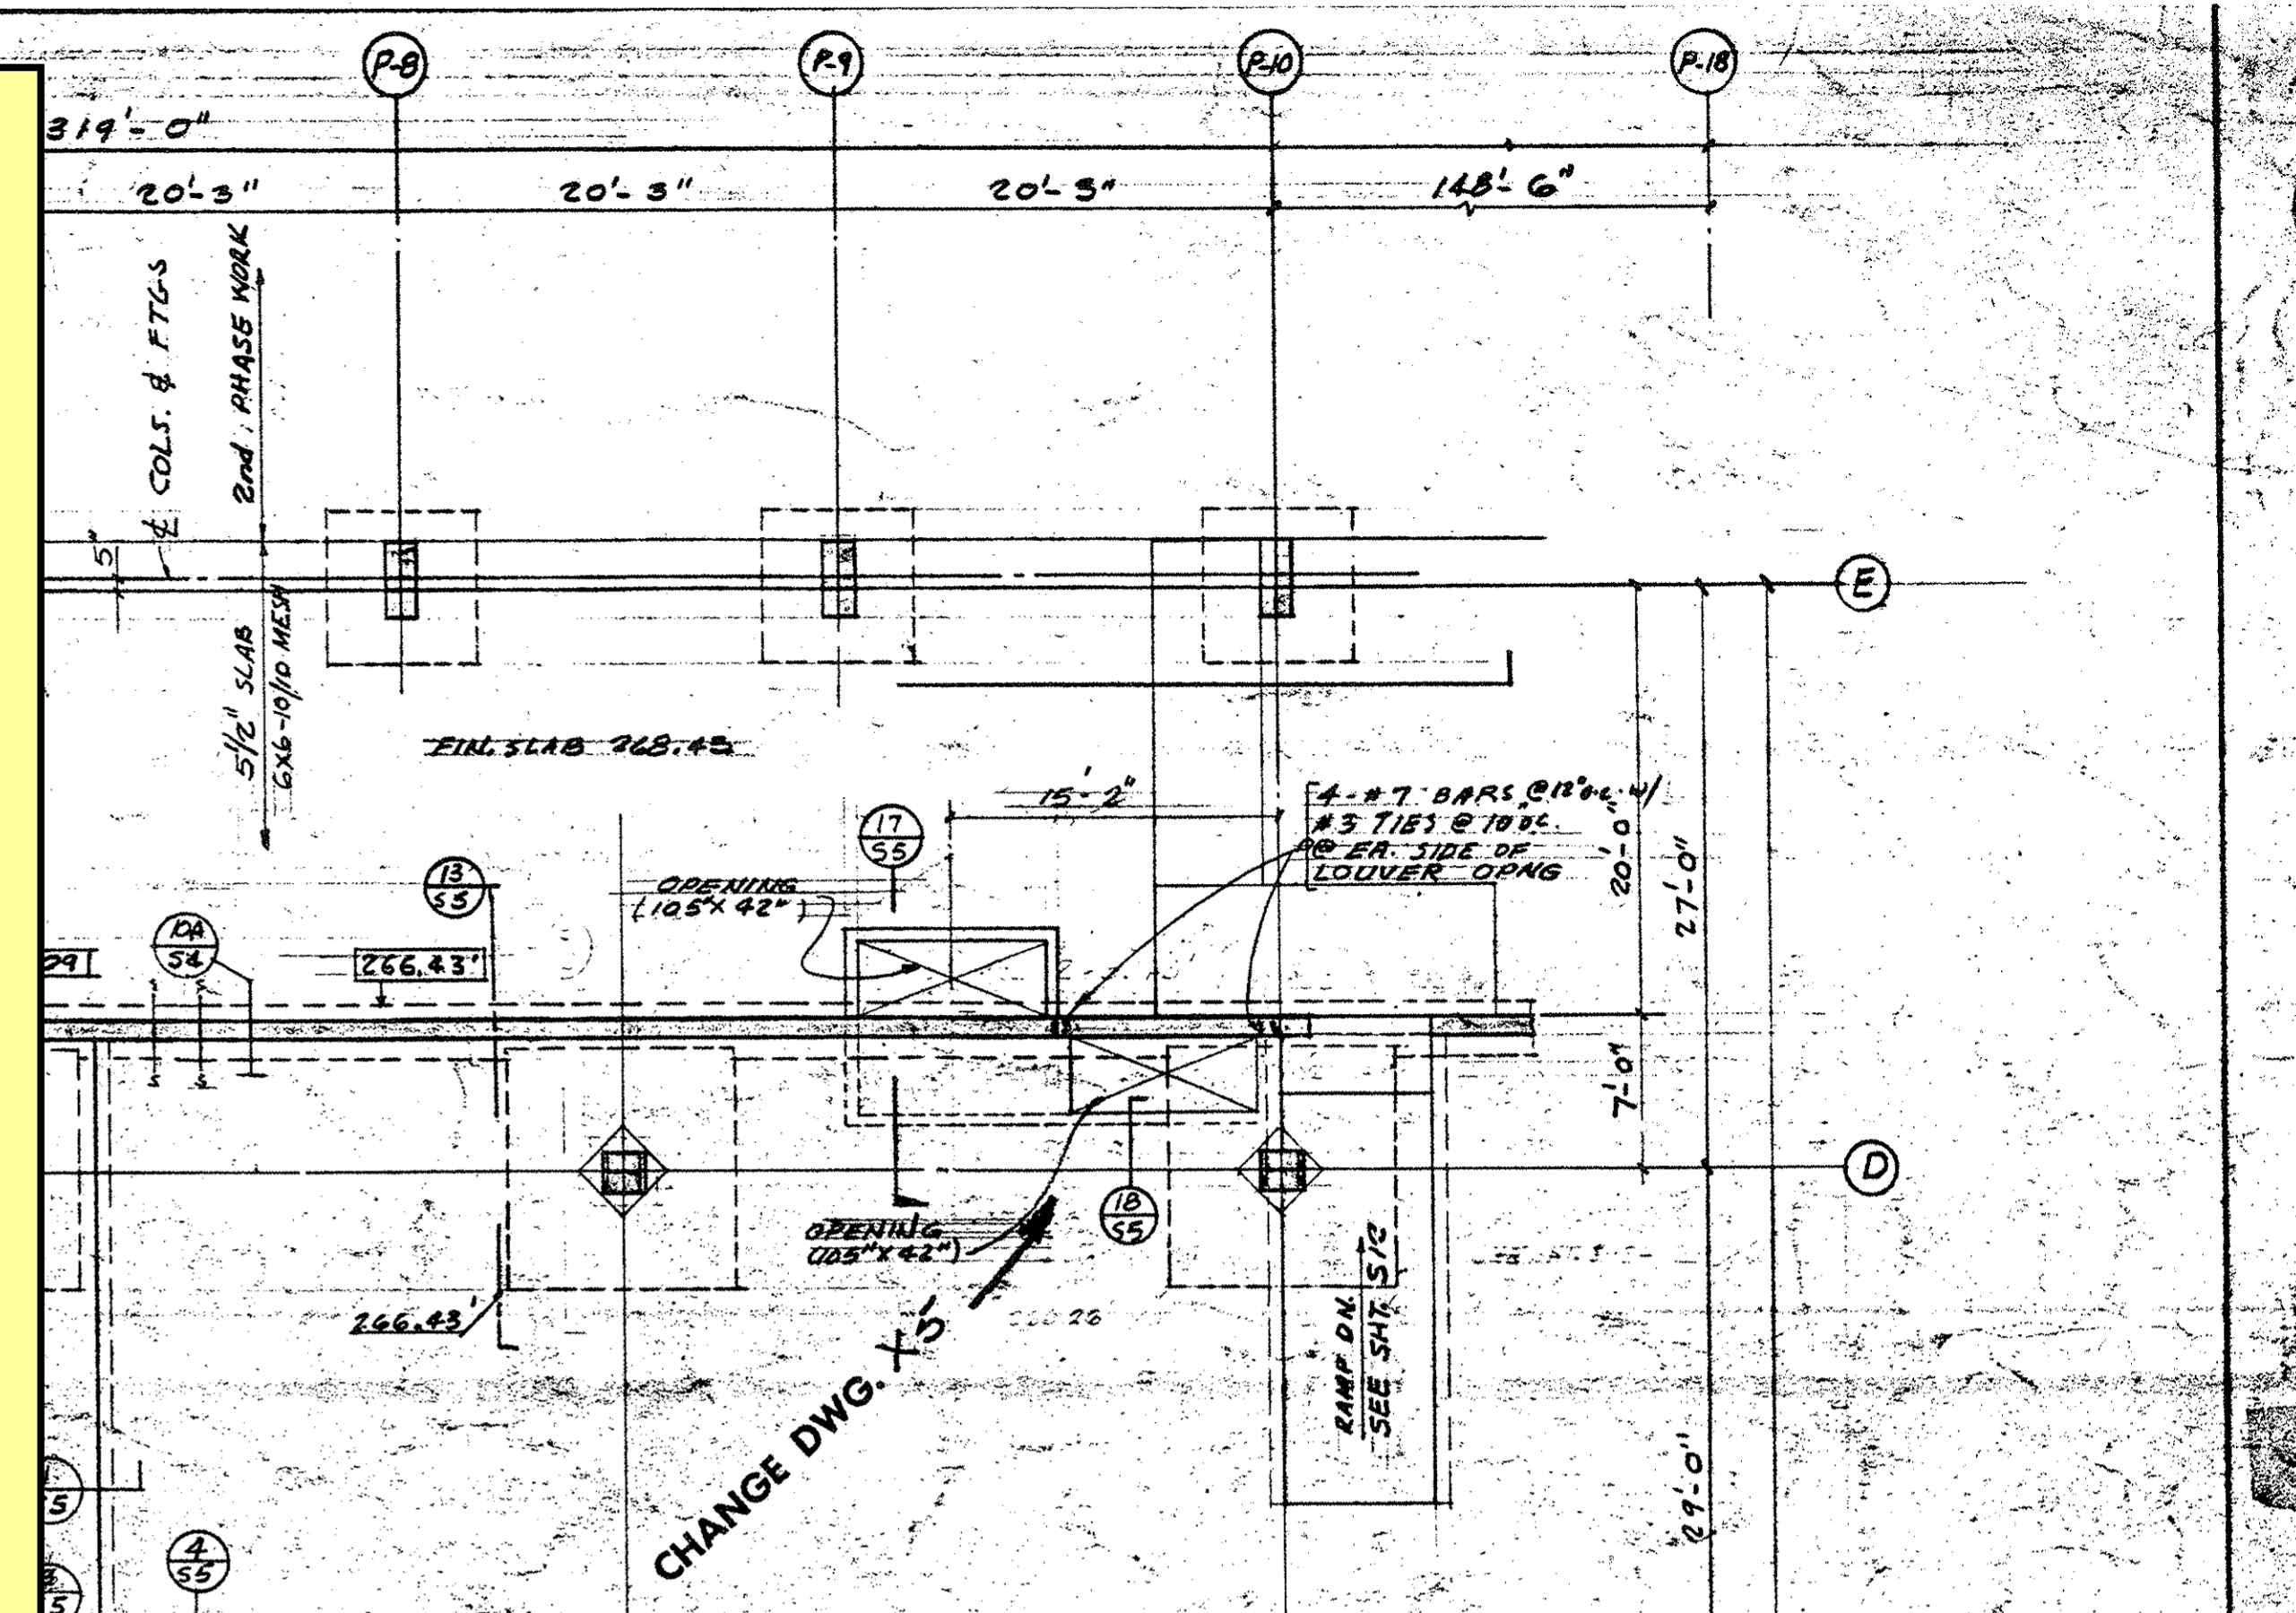 P-8
P-9
P-10
P-18
319'-0"
20'-3"
20'-3"
20'-3"
148'-6"
℄ COLS. & FTGS
2nd. PHASE WORK
5"
5½" SLAB
6X6-10/10 MESH
E
FIN. SLAB 268.43
15'-2"
4-#7 BARS @12"o.c. W/
#3 TIES @ 10"oc.
@ EA. SIDE OF
LOUVER OPNG
20'-0"
27'-0"
17
S5
13
S5
OPENING
(105"X 42")
10A
S4
266.43'
7'-0"
D
18
S5
OPENING
(105"X42")
266.43'
CHANGE DWG. X5
RAMP DN.
SEE SHT. S12
29'-0"
4
S5